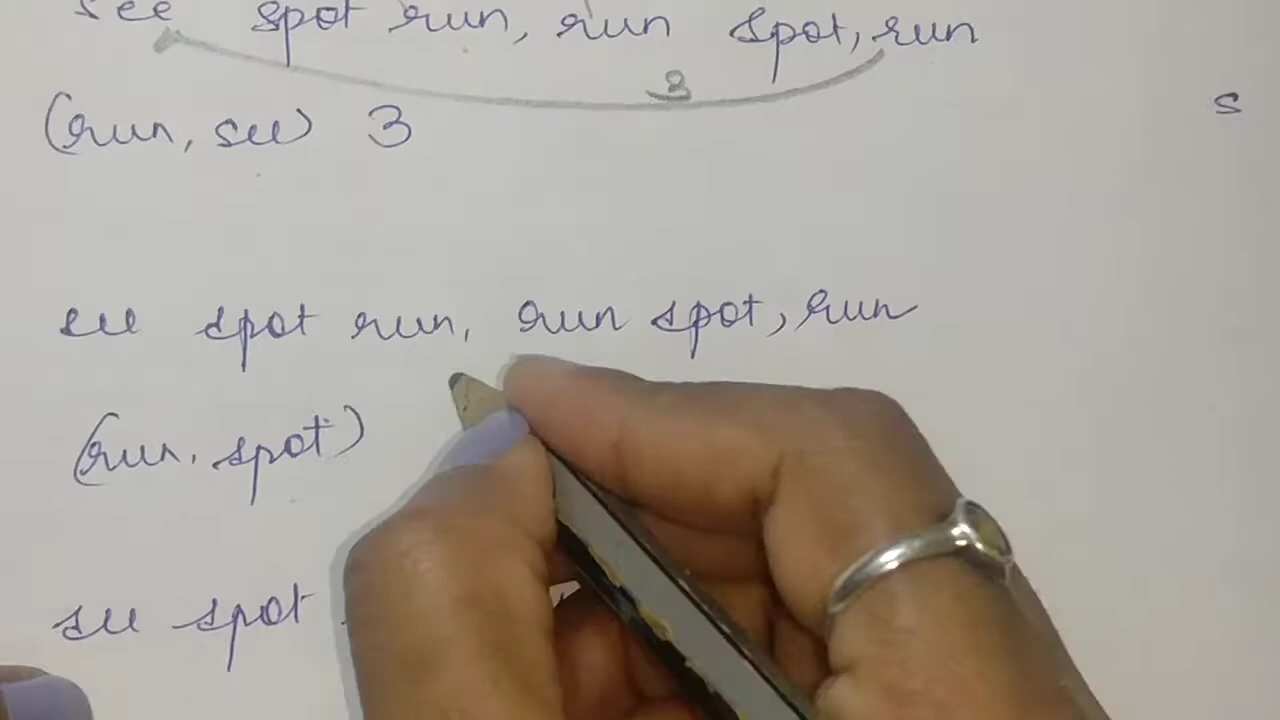 see spot run, run spot, run
3
(run, see) 3
s
see spot run, run spot, run
(run, spot)
see spot